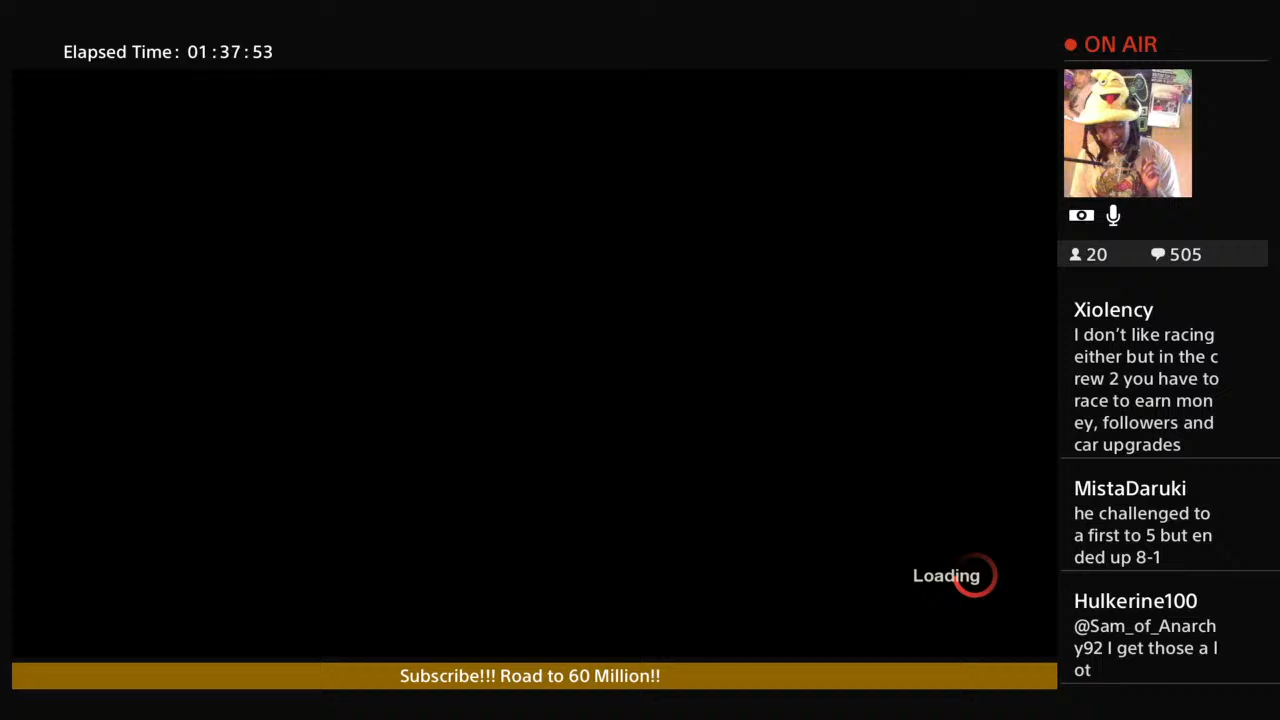 Elapsed Time: 01:37:53
ON AIR
20 505
Xiolency
I don't like racing
either but in the c
rew 2 you have to
race to earn mon
ey, followers and
car upgrades
MistaDaruki
he challenged to
a first to 5 but en
ded up 8-1
Hulkerine100
@Sam_of_Anarch
y92 I get those a l
ot
Loading
Subscribe!!! Road to 60 Million!!